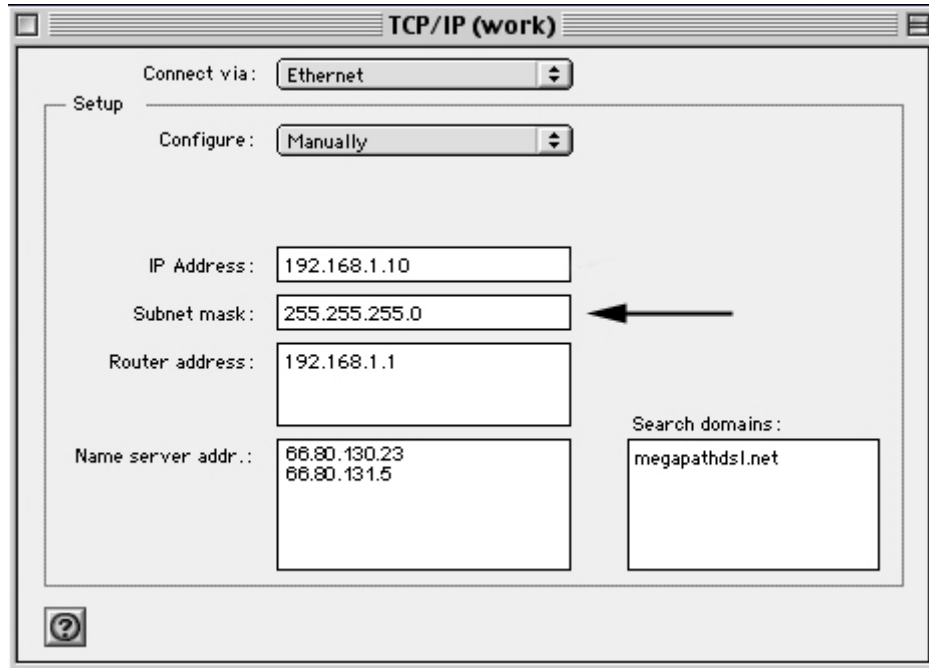 TCP/IP (work)
Connect via: Ethernet
Setup
Configure: Manually
IP Address: 192.168.1.10
Subnet mask: 255.255.255.0
Router address: 192.168.1.1
Search domains:
Name server addr.: 66.80.130.23
66.80.131.5
megapathdsl.net
?